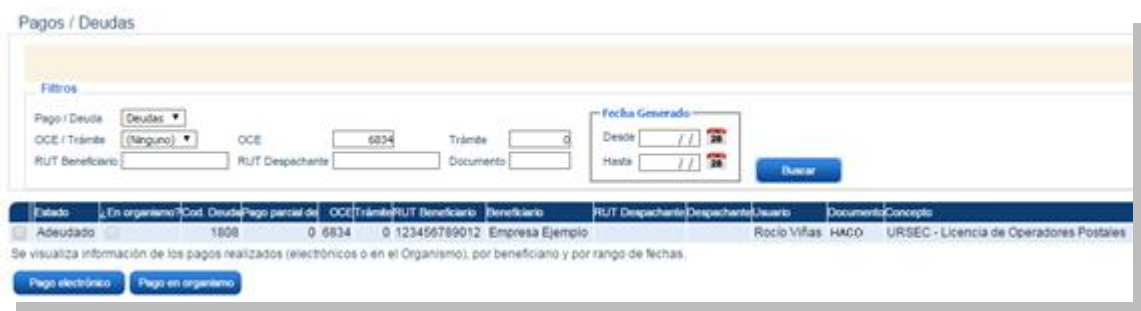 Pagos / Deudas
Filtros
Pago / Deuda Deudas
OCE / Trámite (Ninguno) OCE 6834 Trámite 0
RUT Beneficiario RUT Despachante Documento
Fecha Generado
Desde / /
Hasta / /
Buscar
Estado ¿En organismo? Cod. Deuda Pago parcial de OCE Trámite RUT Beneficiario Beneficiario RUT Despachante Despachante Usuario Documento Concepto
Adeudado 1808 0 6834 0 123456789012 Empresa Ejemplo Rocío Viñas HACO URSEC - Licencia de Operadores Postales
Se visualiza información de los pagos realizados (electrónicos o en el Organismo), por beneficiario y por rango de fechas.
Pago electrónico Pago en organismo